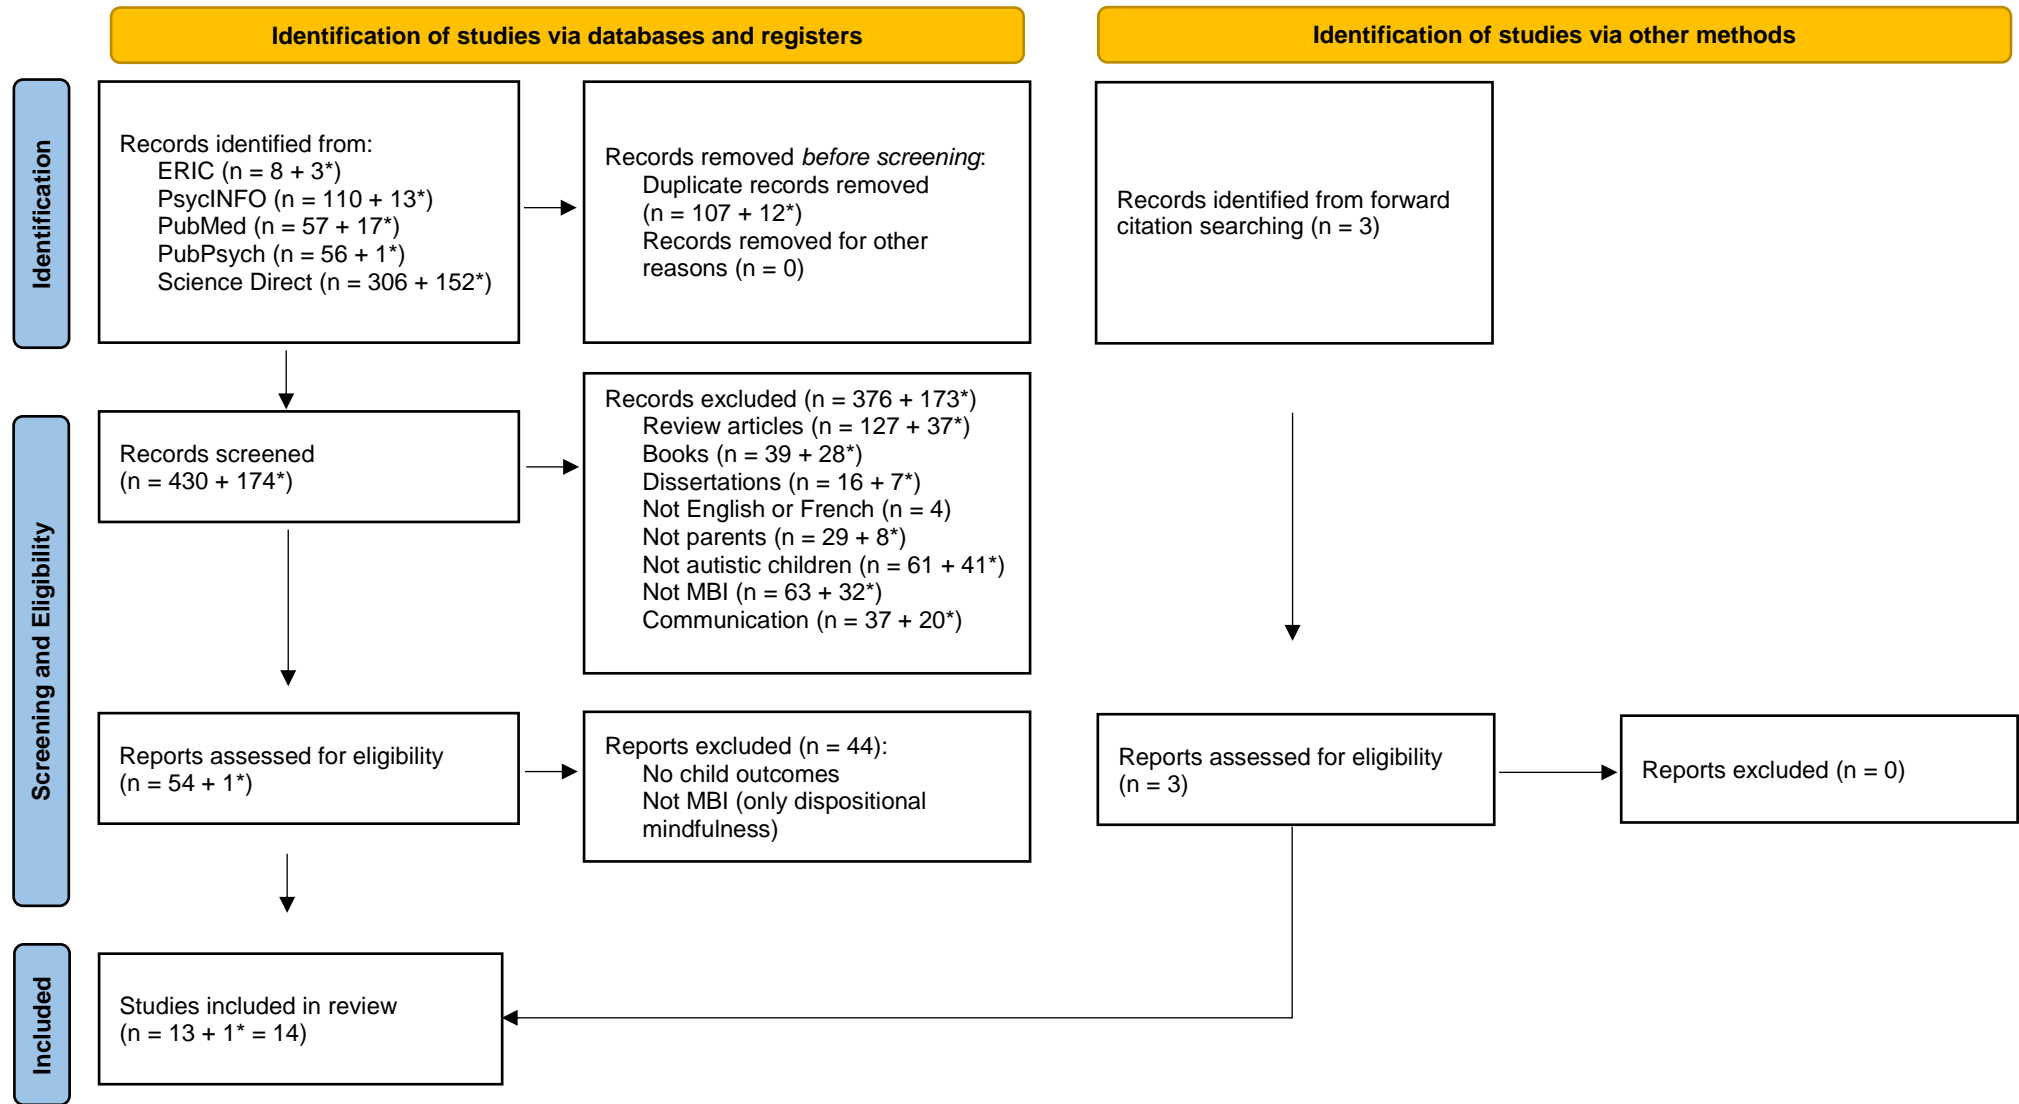 Identification of studies via databases and registers
Identification of studies via other methods
Identification
Records identified from:
ERIC (n = 8 + 3*)
PsycINFO (n = 110 + 13*)
PubMed (n = 57 + 17*)
PubPsych (n = 56 + 1*)
Science Direct (n = 306 + 152*)
Records removed before screening:
Duplicate records removed
(n = 107 + 12*)
Records removed for other
reasons (n = 0)
Records identified from forward
citation searching (n = 3)
Screening and Eligibility
Records screened
(n = 430 + 174*)
Records excluded (n = 376 + 173*)
Review articles (n = 127 + 37*)
Books (n = 39 + 28*)
Dissertations (n = 16 + 7*)
Not English or French (n = 4)
Not parents (n = 29 + 8*)
Not autistic children (n = 61 + 41*)
Not MBI (n = 63 + 32*)
Communication (n = 37 + 20*)
Reports assessed for eligibility
(n = 54 + 1*)
Reports excluded (n = 44):
No child outcomes
Not MBI (only dispositional
mindfulness)
Reports assessed for eligibility
(n = 3)
Reports excluded (n = 0)
Included
Studies included in review
(n = 13 + 1* = 14)